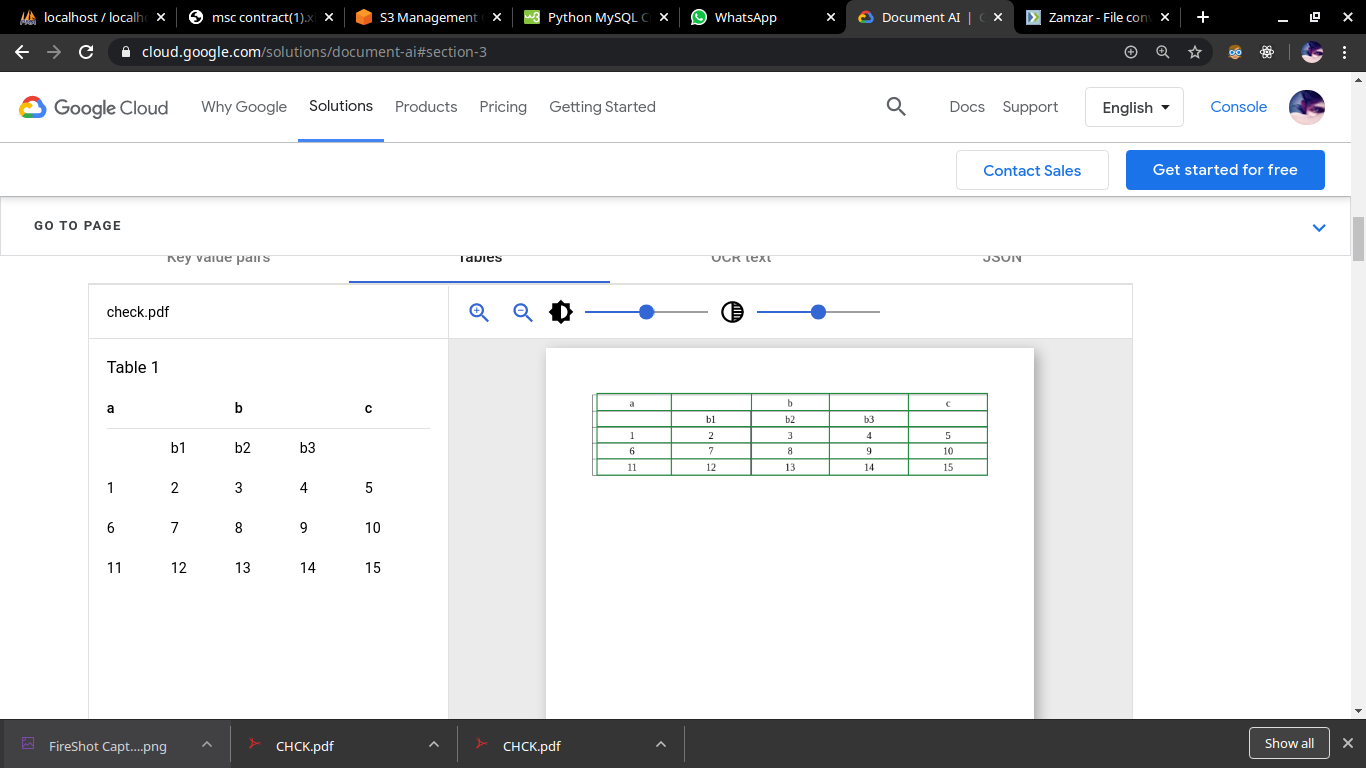 localhost / localh
msc contract(1).x
S3 Management
Python MySQL C
WhatsApp
Document AI |
Zamzar - File con
cloud.google.com/solutions/document-ai#section-3
Google Cloud
Why Google
Solutions
Products
Pricing
Getting Started
Docs
Support
English
Console
Contact Sales
Get started for free
GO TO PAGE
Key value pairs
Tables
OCR text
JSON
check.pdf
Table 1
a b c
b1 b2 b3
1 2 3 4 5
6 7 8 9 10
11 12 13 14 15
a b c
b1 b2 b3
1 2 3 4 5
6 7 8 9 10
11 12 13 14 15
FireShot Capt....png
CHCK.pdf
CHCK.pdf
Show all